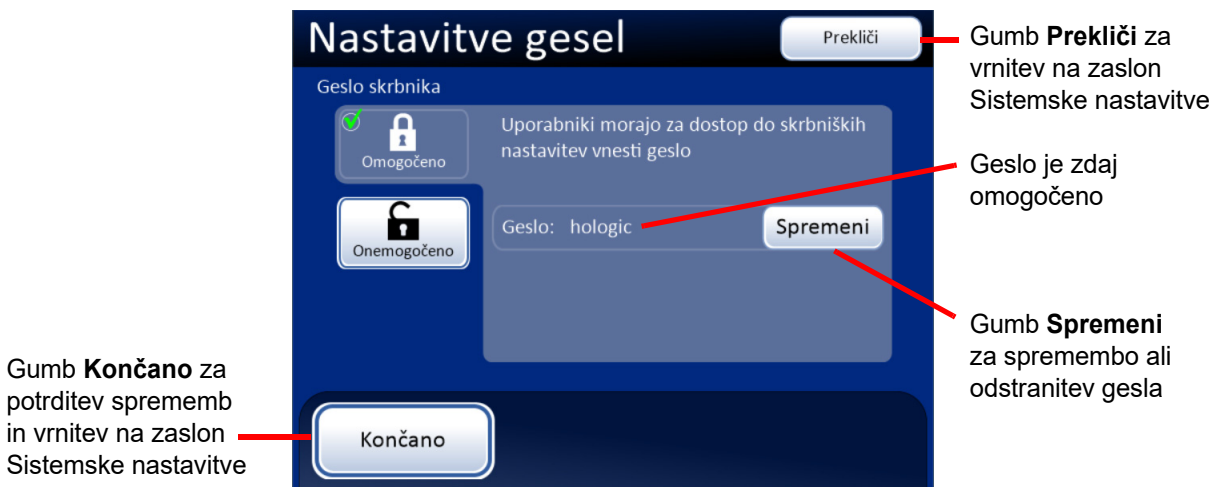 Nastavitve gesel
Prekliči
Geslo skrbnika
Omogočeno
Uporabniki morajo za dostop do skrbniških
nastavitev vnesti geslo
Onemogočeno
Geslo: hologic
Spremeni
Končano
Gumb Prekliči za
vrnitev na zaslon
Sistemske nastavitve
Geslo je zdaj
omogočeno
Gumb Spremeni
za spremembo ali
odstranitev gesla
Gumb Končano za
potrditev sprememb
in vrnitev na zaslon
Sistemske nastavitve